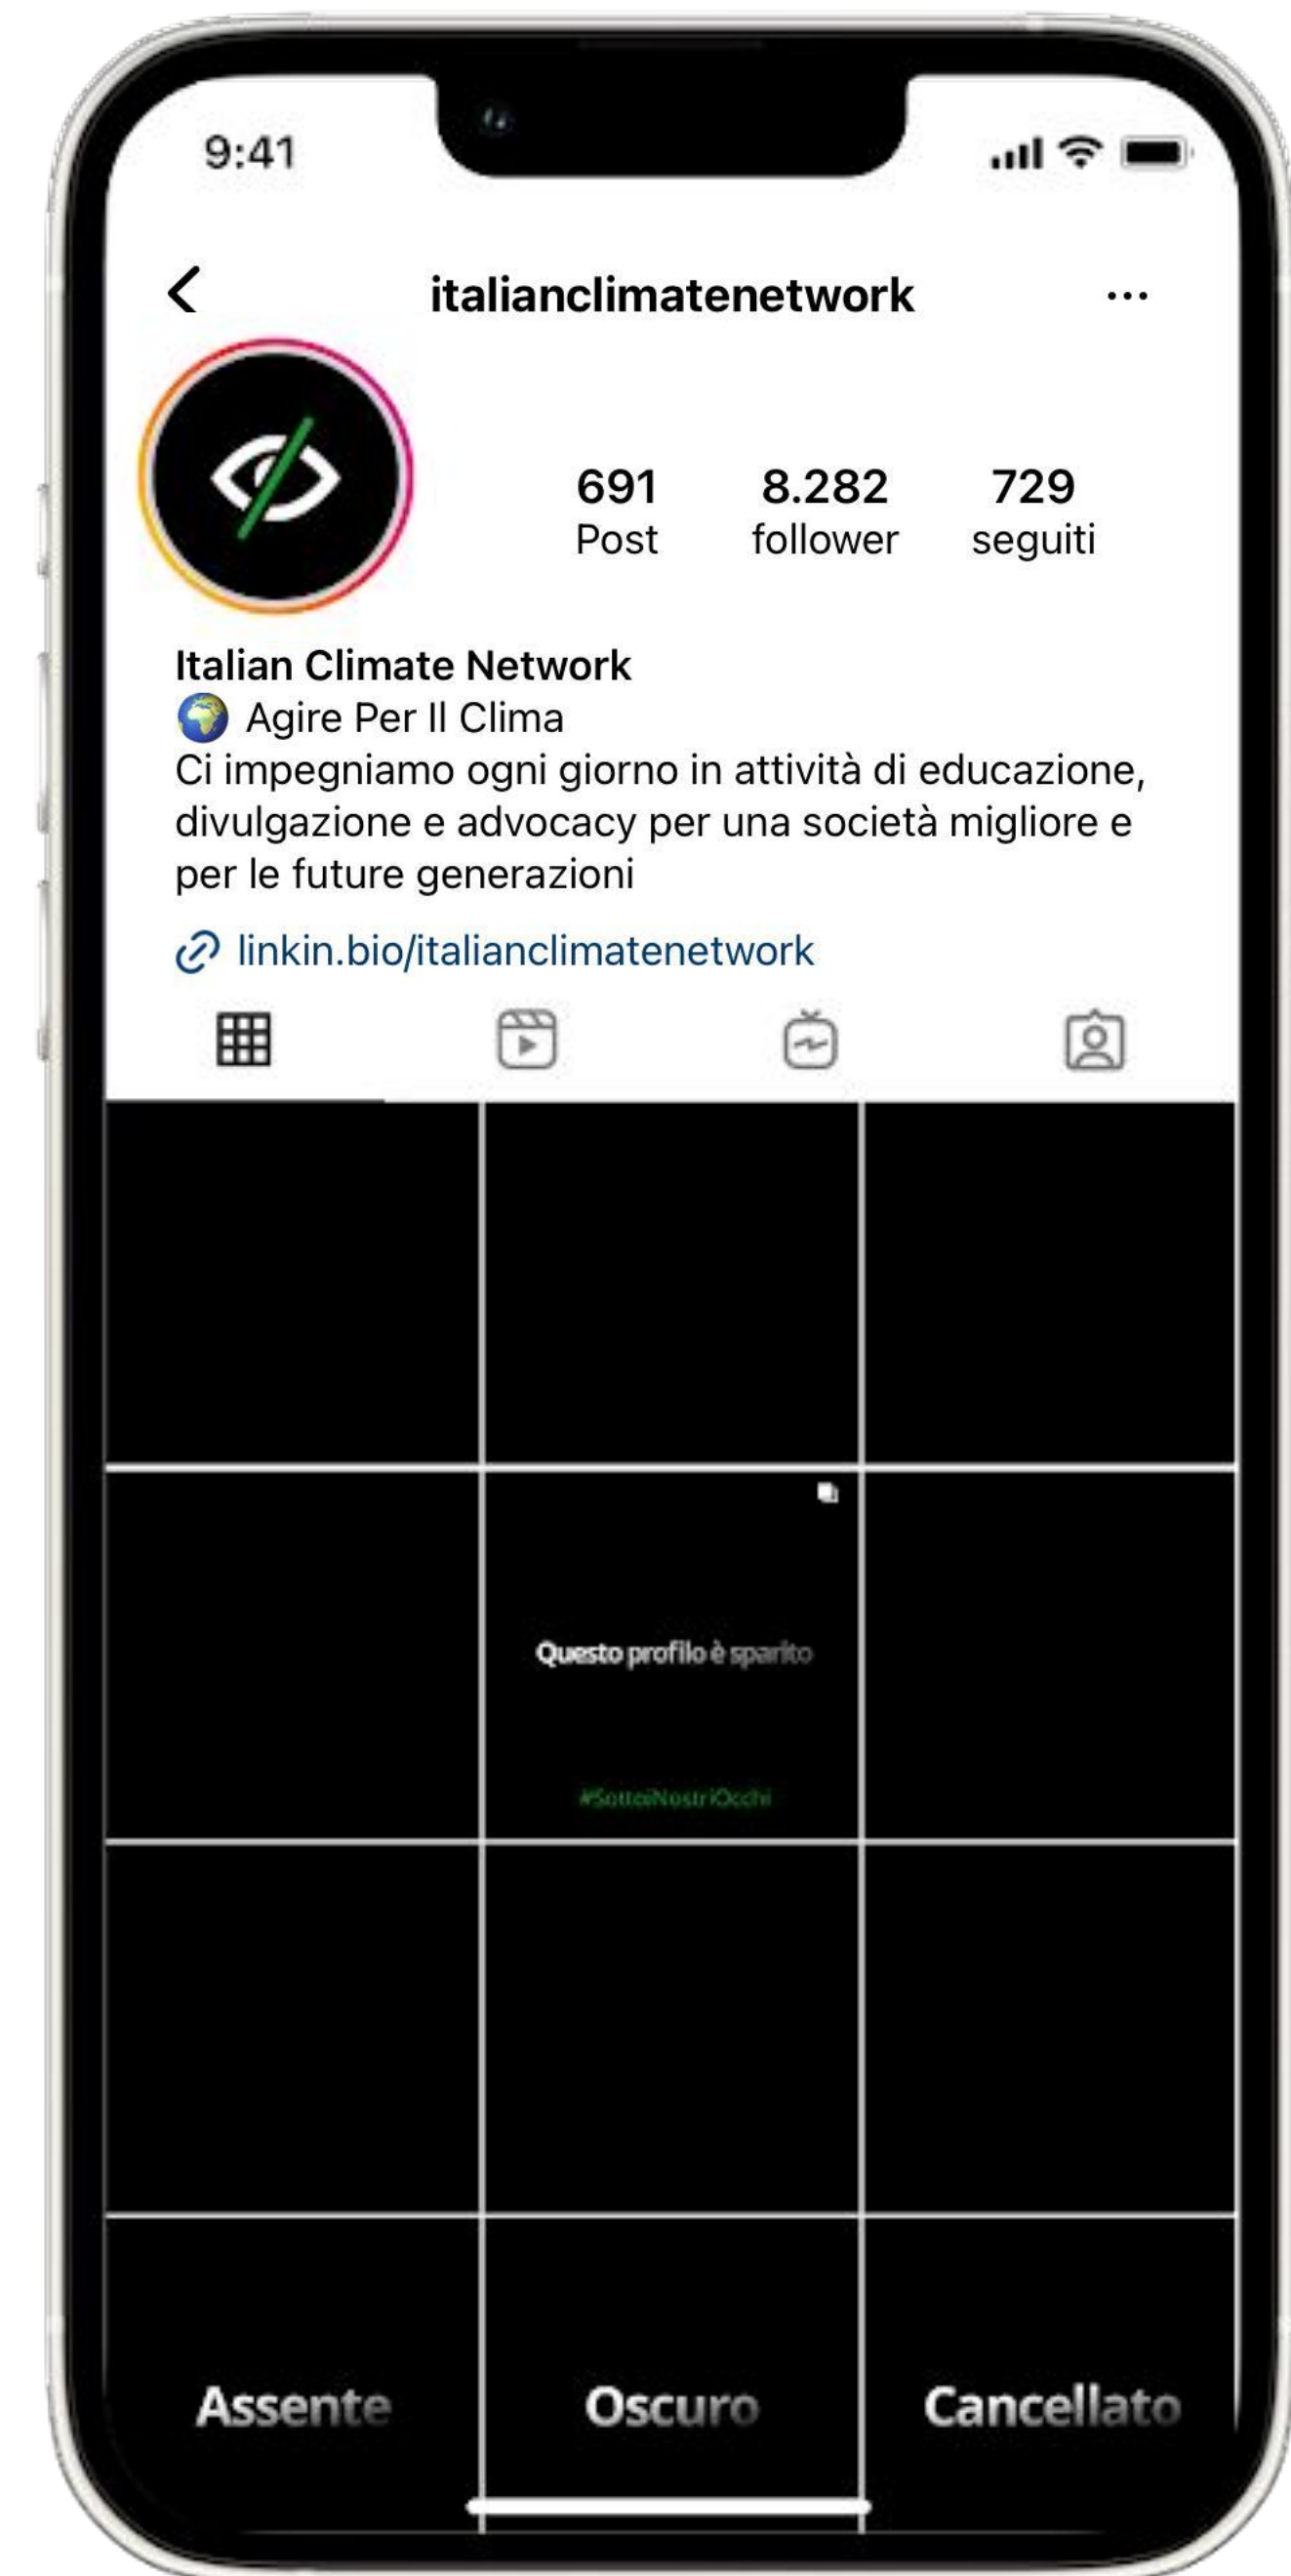 9:41
italianclimatenetwork
691 8.282 729
Post follower seguiti
Italian Climate Network
🌍 Agire Per Il Clima
Ci impegniamo ogni giorno in attività di educazione,
divulgazione e advocacy per una società migliore e
per le future generazioni
linkin.bio/italianclimatenetwork
Questo profilo è sparito
#SottoiNostriOcchi
Assente Oscuro Cancellato